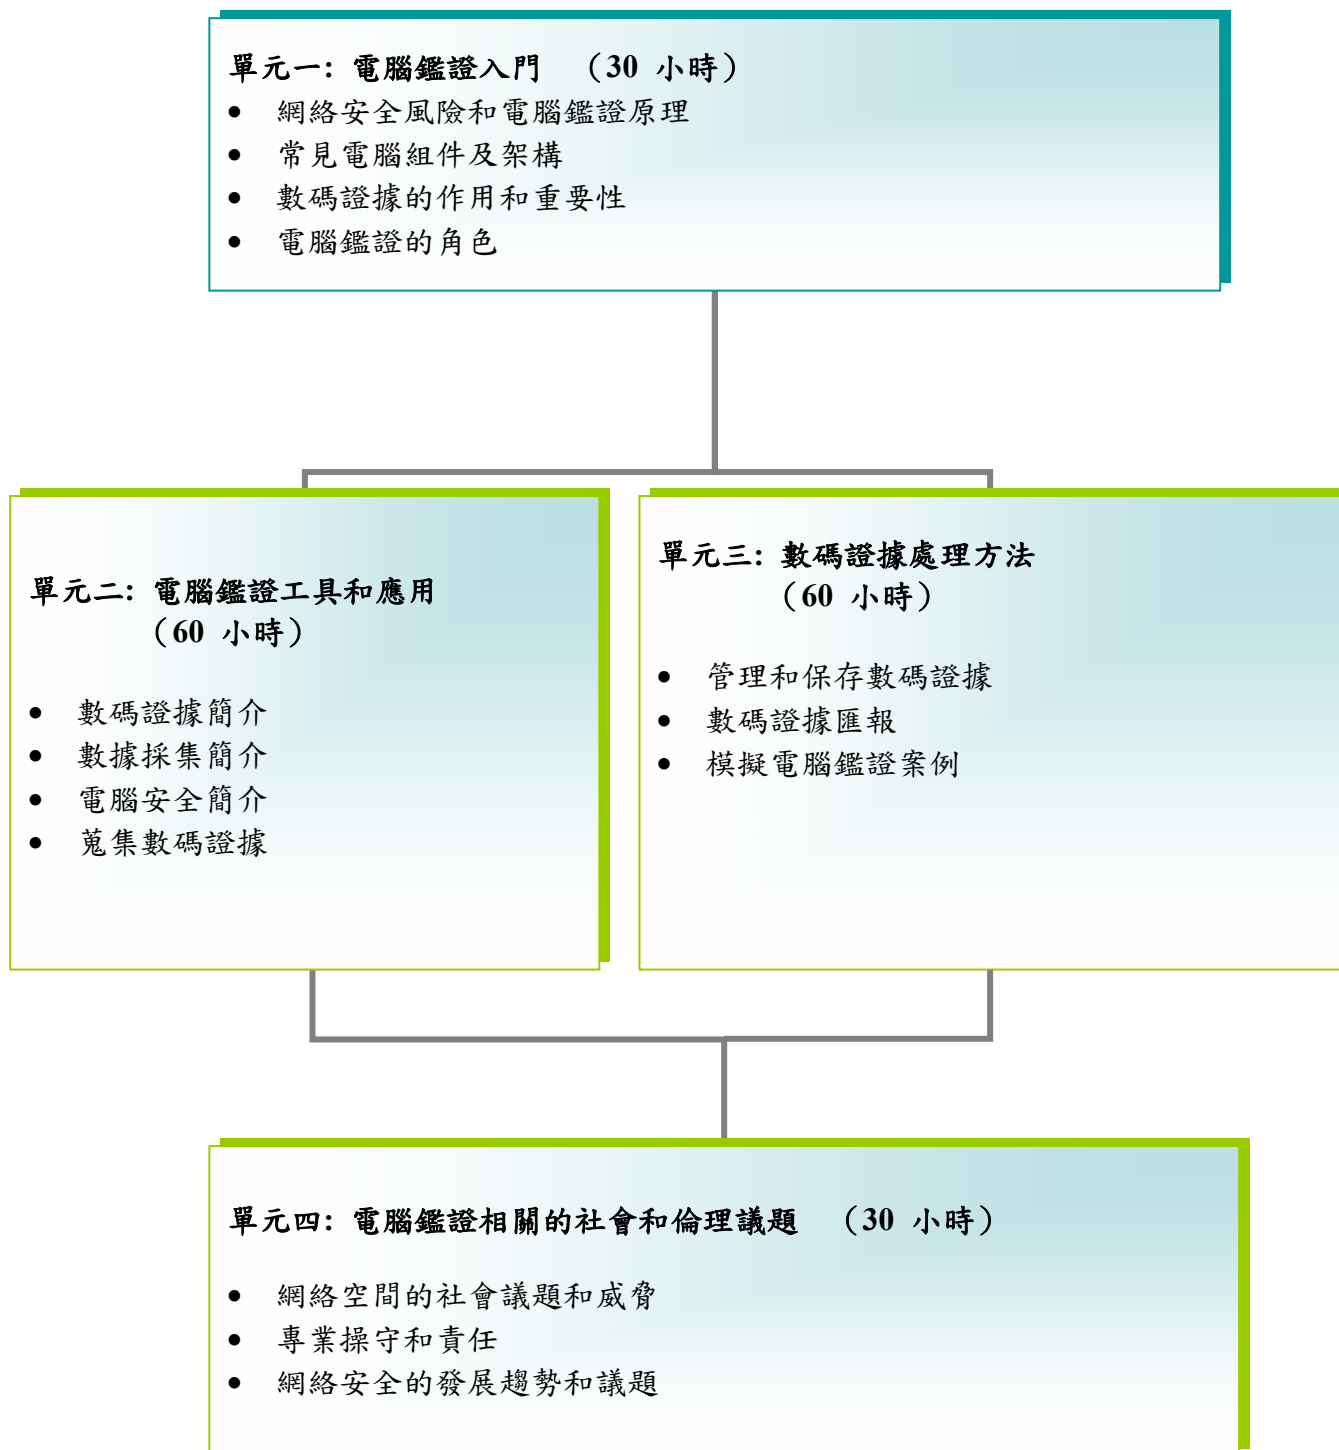 單元一: 電腦鑑證入門 （30 小時）
• 網絡安全風險和電腦鑑證原理
• 常見電腦組件及架構
• 數碼證據的作用和重要性
• 電腦鑑證的角色
單元二: 電腦鑑證工具和應用
（60 小時）
• 數碼證據簡介
• 數據採集簡介
• 電腦安全簡介
• 蒐集數碼證據
單元三: 數碼證據處理方法
（60 小時）
• 管理和保存數碼證據
• 數碼證據匯報
• 模擬電腦鑑證案例
單元四: 電腦鑑證相關的社會和倫理議題 （30 小時）
• 網絡空間的社會議題和威脅
• 專業操守和責任
• 網絡安全的發展趨勢和議題